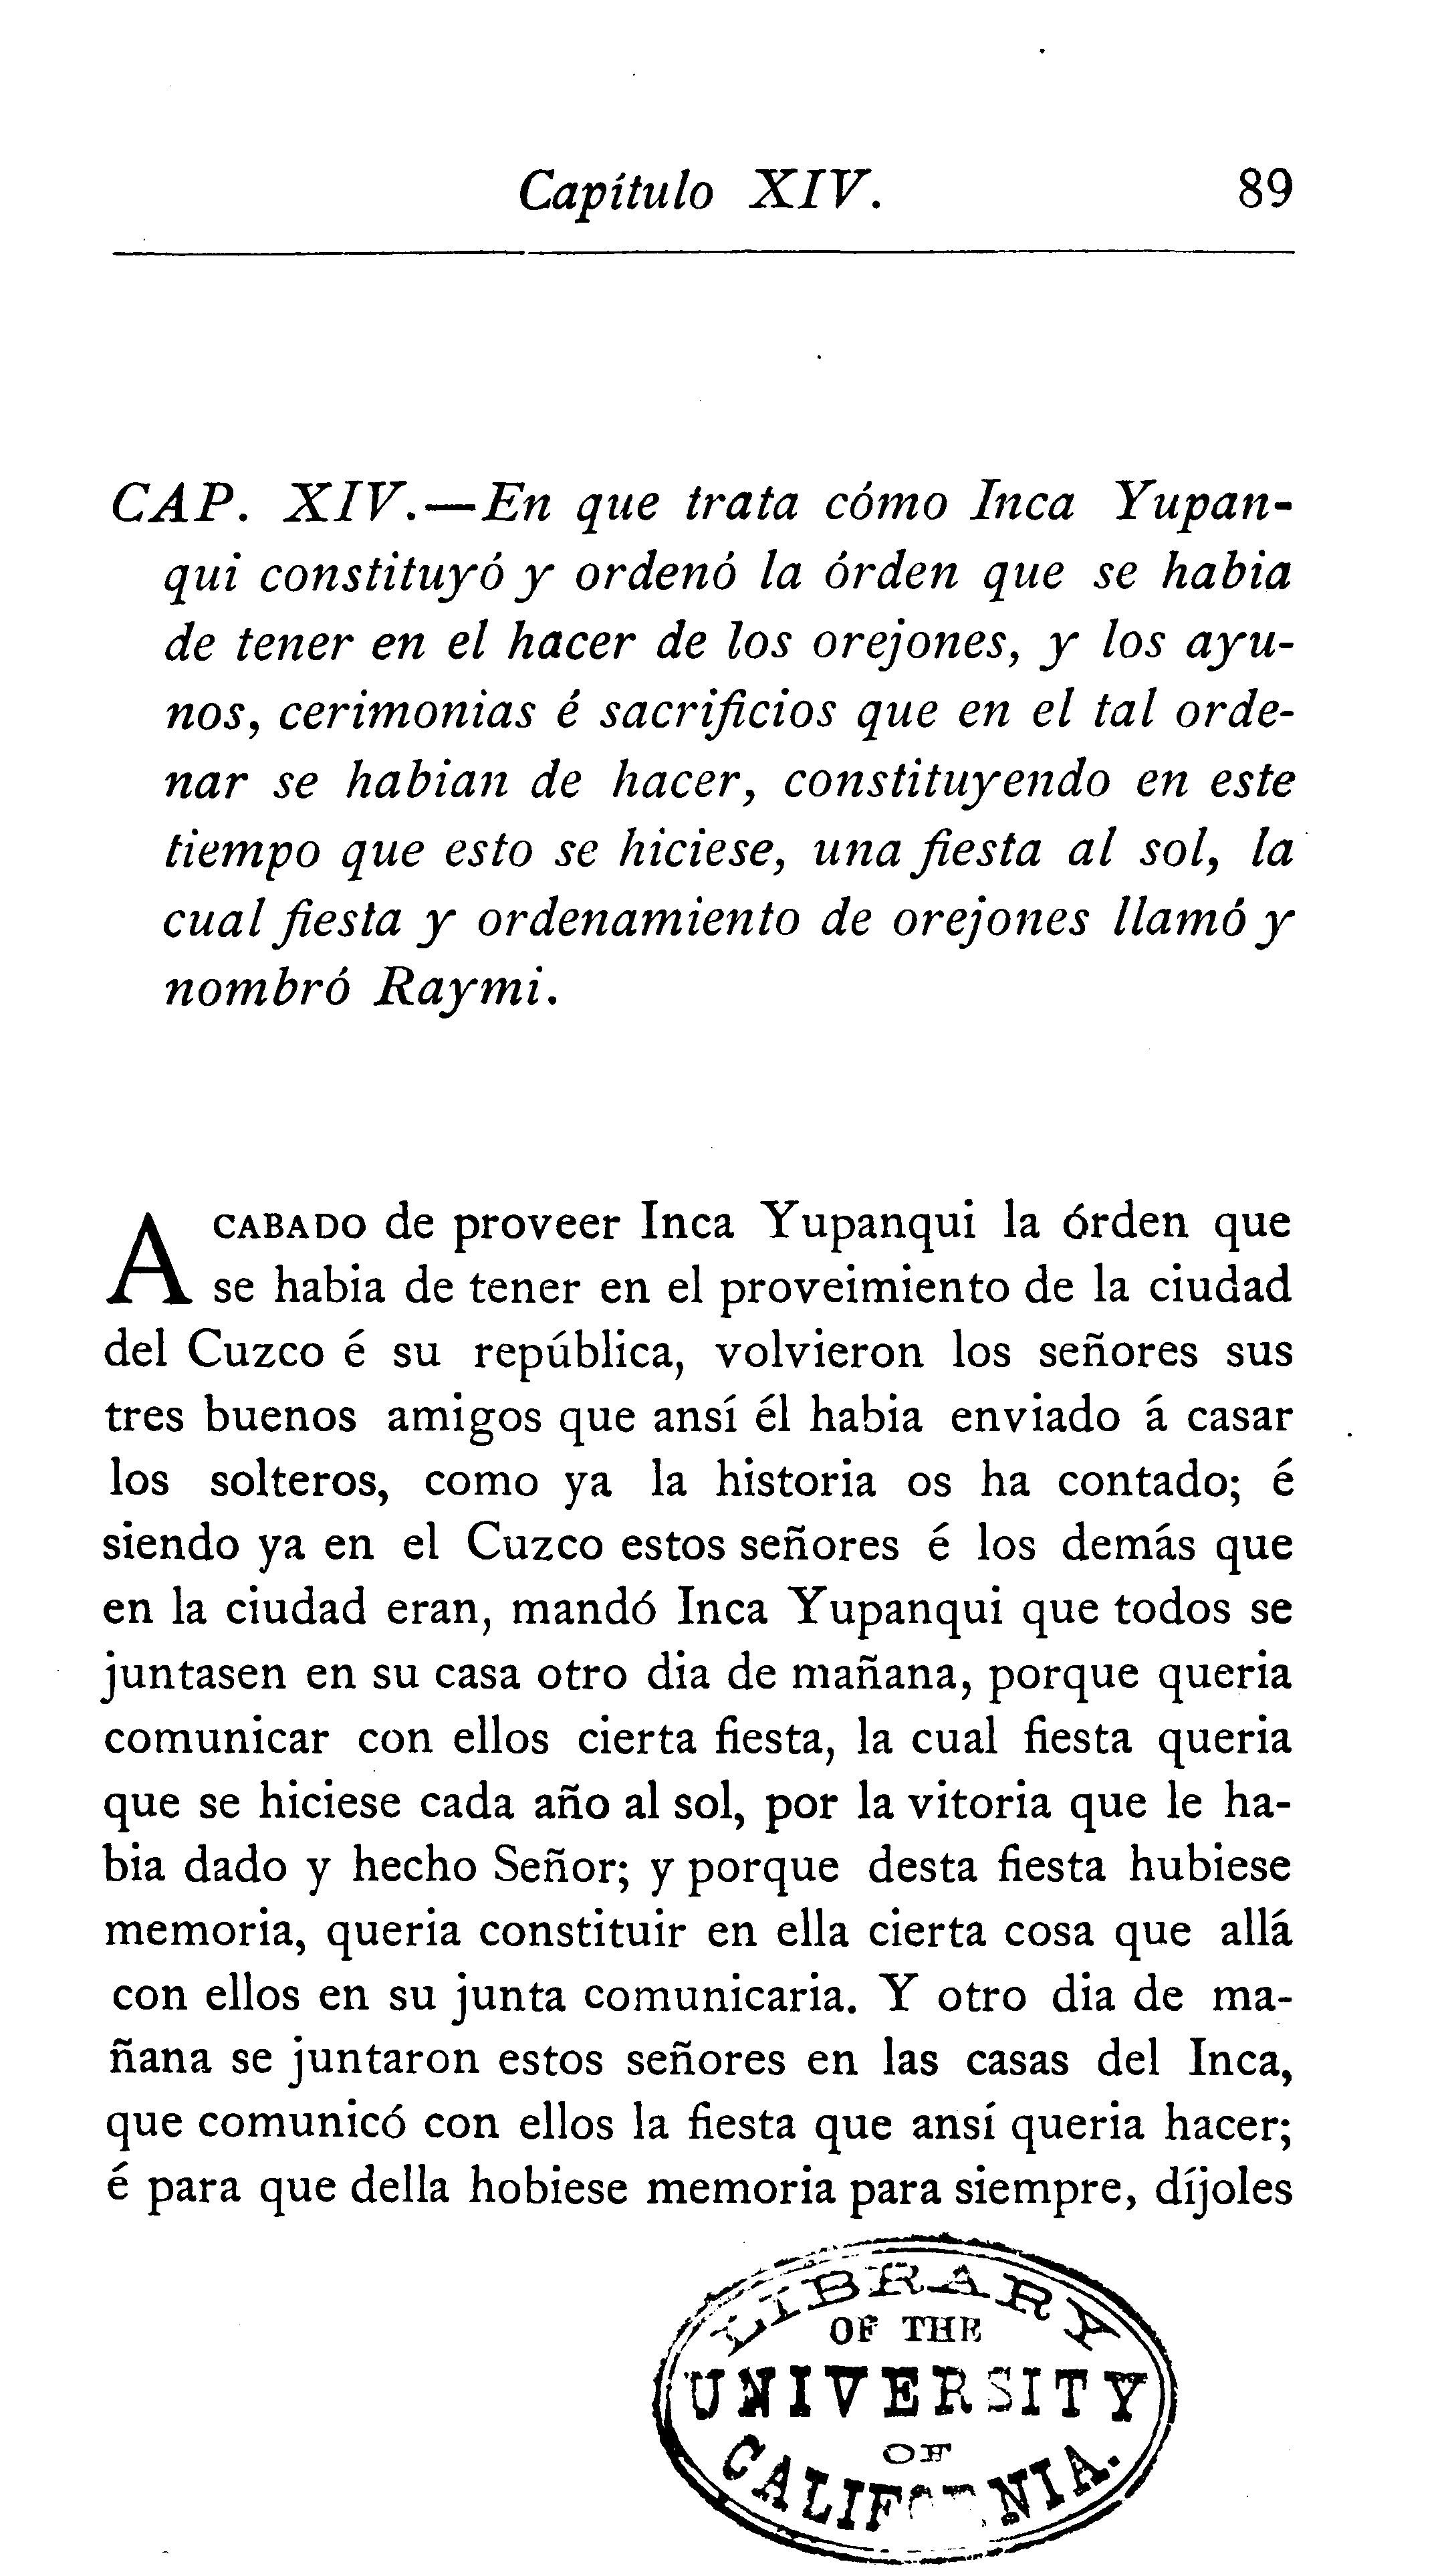 Capítulo XIV. 89
CAP. XIV.—En que trata cómo Inca Yupan-
qui constituyó y ordenó la órden que se habia
de tener en el hacer de los orejones, y los ayu-
nos, cerimonias é sacrificios que en el tal orde-
nar se habian de hacer, constituyendo en este
tiempo que esto se hiciese, una fiesta al sol, la
cual fiesta y ordenamiento de orejones llamó y
nombró Raymi.
ACABADO de proveer Inca Yupanqui la órden que
se habia de tener en el proveimiento de la ciudad
del Cuzco é su república, volvieron los señores sus
tres buenos amigos que ansí él habia enviado á casar
los solteros, como ya la historia os ha contado; é
siendo ya en el Cuzco estos señores é los demás que
en la ciudad eran, mandó Inca Yupanqui que todos se
juntasen en su casa otro dia de mañana, porque queria
comunicar con ellos cierta fiesta, la cual fiesta queria
que se hiciese cada año al sol, por la vitoria que le ha-
bia dado y hecho Señor; y porque desta fiesta hubiese
memoria, queria constituir en ella cierta cosa que allá
con ellos en su junta comunicaria. Y otro dia de ma-
ñana se juntaron estos señores en las casas del Inca,
que comunicó con ellos la fiesta que ansí queria hacer;
é para que della hobiese memoria para siempre, díjoles
LIBRARY
OF THE
UNIVERSITY
OF
CALIFORNIA.